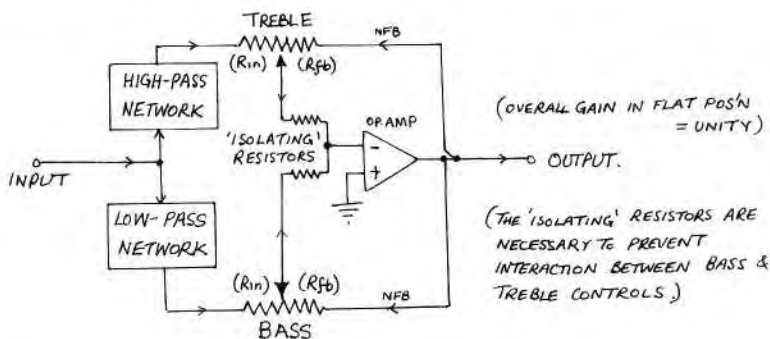 TREBLE
NFB
(Rin)
(Rfb)
HIGH-PASS
NETWORK
'ISOLATING'
RESISTORS
OP.AMP
-
+
(OVERALL GAIN IN FLAT POS'N
= UNITY)
INPUT
OUTPUT.
LOW-PASS
NETWORK
(THE 'ISOLATING' RESISTORS ARE
NECESSARY TO PREVENT
INTERACTION BETWEEN BASS &
TREBLE CONTROLS.)
(Rin)
(Rfb)
NFB
BASS